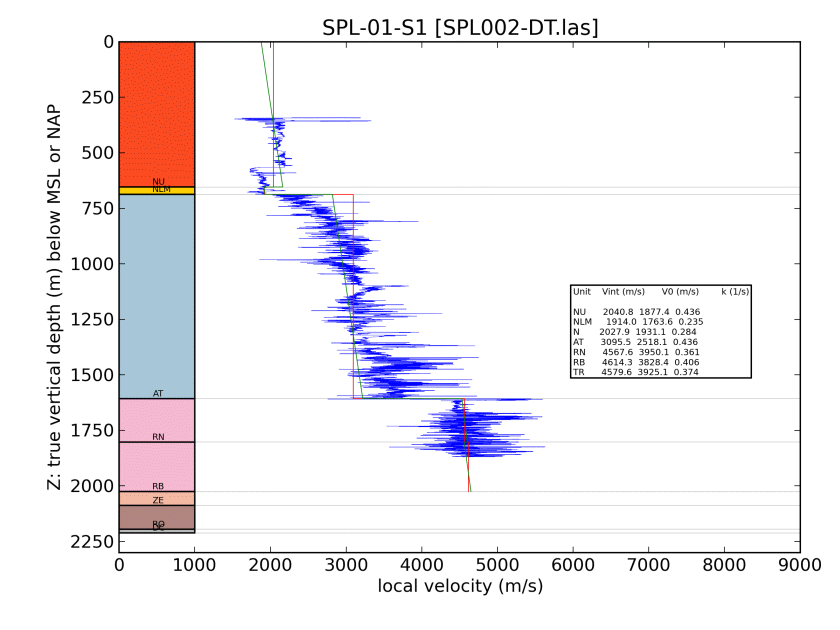 SPL-01-S1 [SPL002-DT.las]
Z: true vertical depth (m) below MSL or NAP
0
250
500
750
1000
1250
1500
1750
2000
2250
NU
NLM
AT
RN
RB
ZE
RO
DC
Unit Vint (m/s) V0 (m/s) k (1/s)
NU 2040.8 1877.4 0.436
NLM 1914.0 1763.6 0.235
N 2027.9 1931.1 0.284
AT 3095.5 2518.1 0.436
RN 4567.6 3950.1 0.361
RB 4614.3 3828.4 0.406
TR 4579.6 3925.1 0.374
0 1000 2000 3000 4000 5000 6000 7000 8000 9000
local velocity (m/s)